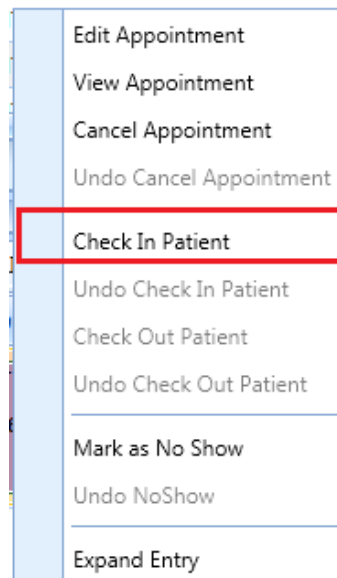 Edit Appointment
View Appointment
Cancel Appointment
Undo Cancel Appointment
Check In Patient
Undo Check In Patient
Check Out Patient
Undo Check Out Patient
Mark as No Show
Undo NoShow
Expand Entry